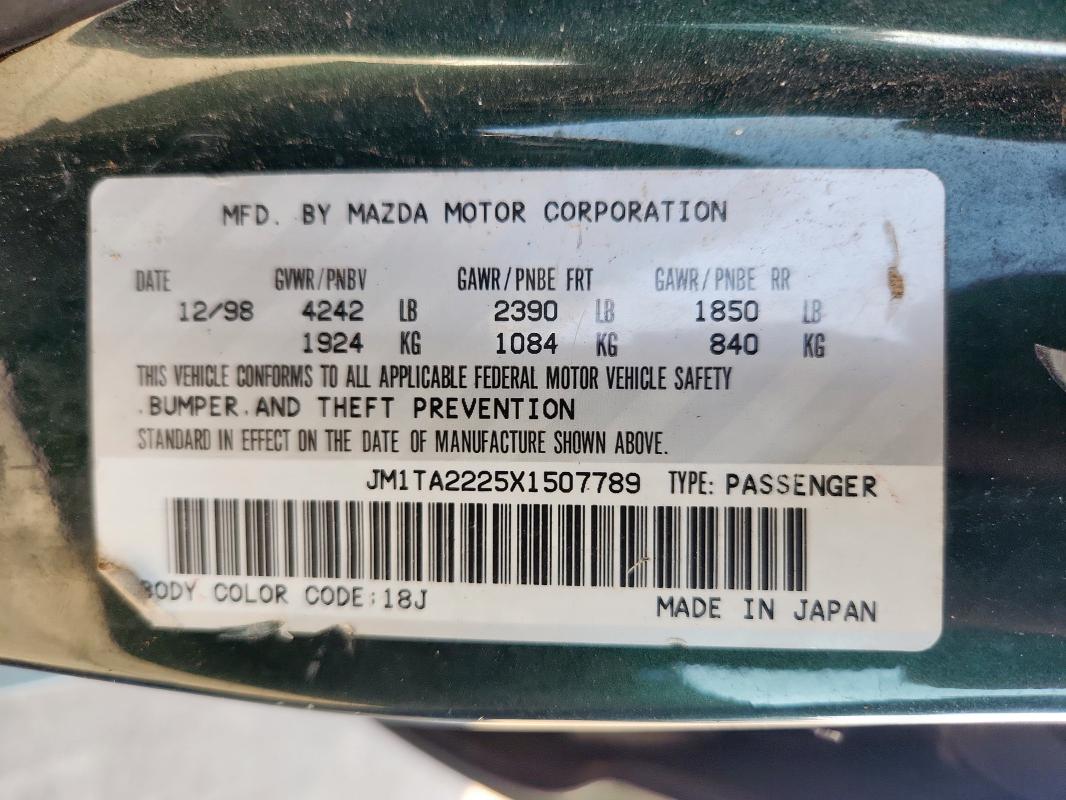 MFD. BY MAZDA MOTOR CORPORATION
DATE GVWR/PNBV GAWR/PNBE FRT GAWR/PNBE RR
12/98 4242 LB 2390 LB 1850 LB
1924 KG 1084 KG 840 KG
THIS VEHICLE CONFORMS TO ALL APPLICABLE FEDERAL MOTOR VEHICLE SAFETY
.BUMPER.AND THEFT PREVENTION
STANDARD IN EFFECT ON THE DATE OF MANUFACTURE SHOWN ABOVE.
JM1TA2225X1507789 TYPE: PASSENGER
BODY COLOR CODE:18J MADE IN JAPAN